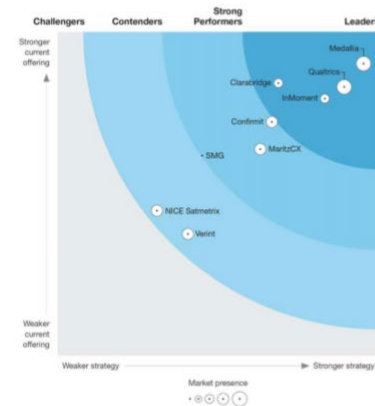 Challengers
Contenders
Strong
Performers
Leader
Stronger
current
offering
Medallia
Qualtrics
Clarabridge
InMoment
Confirmit
MaritzCX
SMG
NICE Satmetrix
Verint
Weaker
current
offering
Weaker strategy
Stronger strategy
Market presence